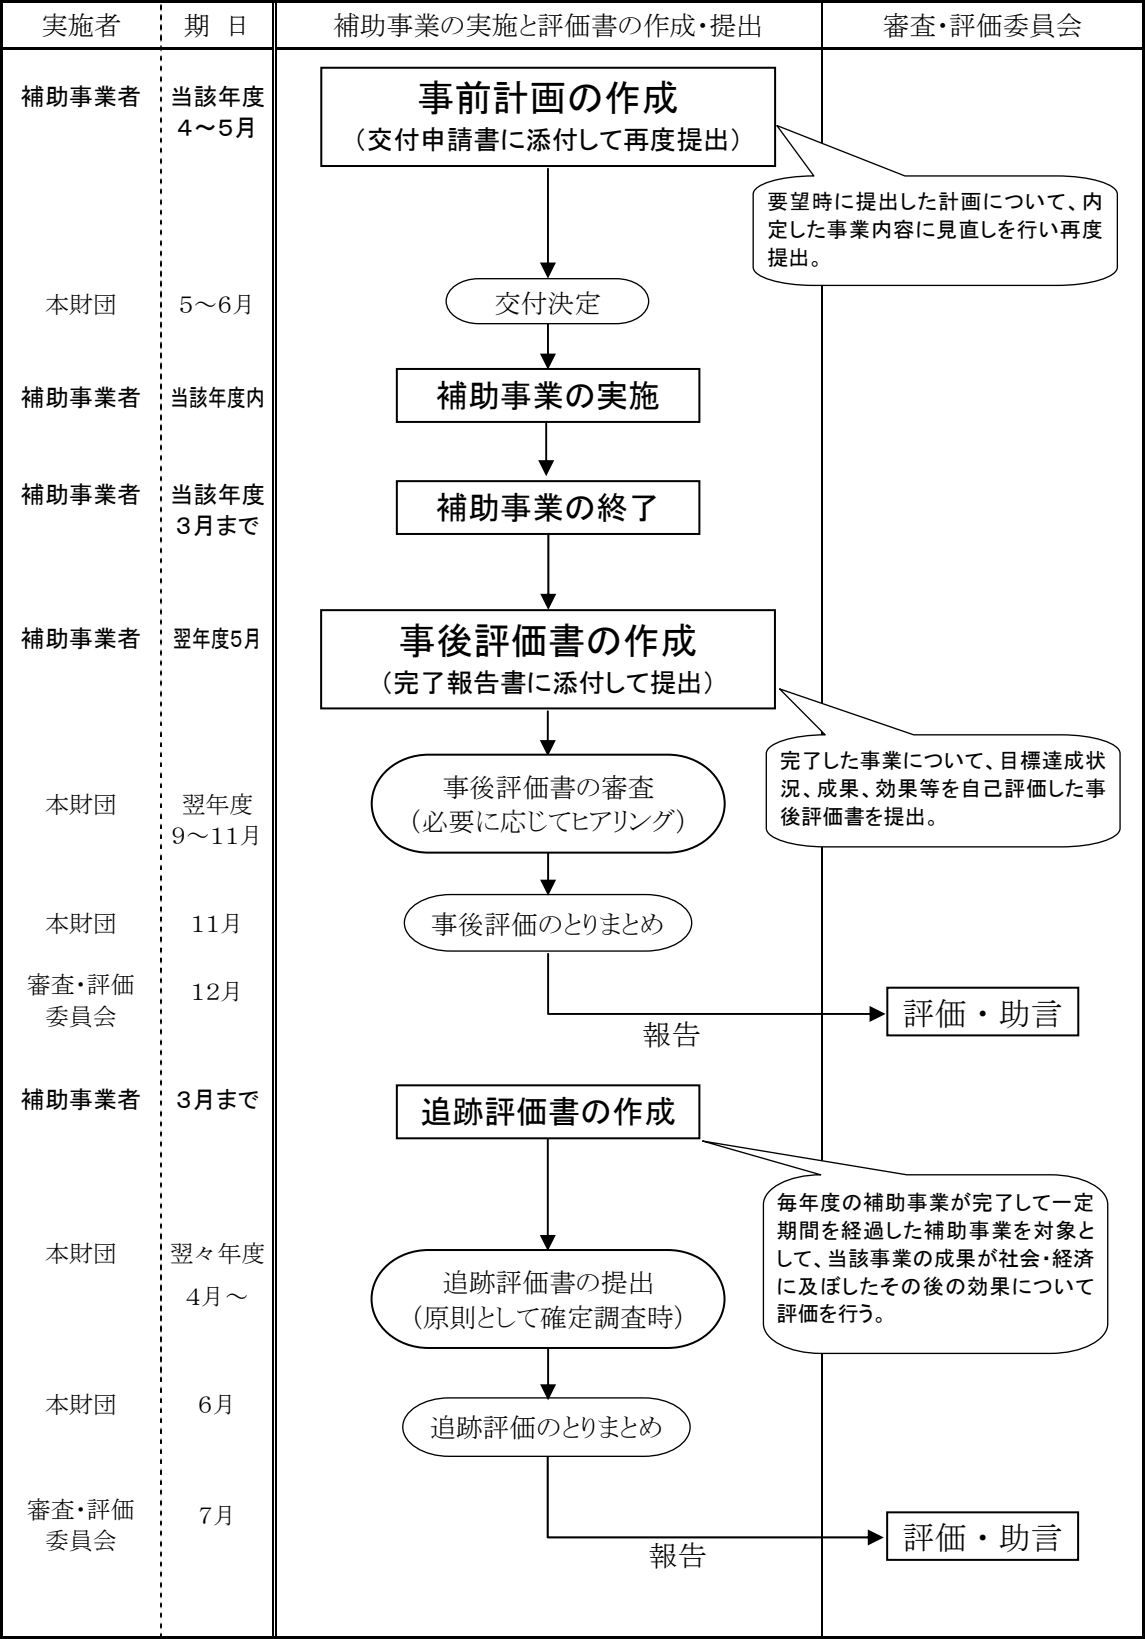 実施者 期 日 補助事業の実施と評価書の作成・提出 審査・評価委員会
補助事業者 当該年度
4～5月
事前計画の作成
（交付申請書に添付して再度提出）
要望時に提出した計画について、内
定した事業内容に見直しを行い再度
提出。
本財団 5～6月 交付決定
補助事業者 当該年度内 補助事業の実施
補助事業者 当該年度
3月まで
補助事業の終了
補助事業者 翌年度5月 事後評価書の作成
（完了報告書に添付して提出）
完了した事業について、目標達成状
況、成果、効果等を自己評価した事
後評価書を提出。
本財団 翌年度
9～11月
事後評価書の審査
（必要に応じてヒアリング）
本財団 11月 事後評価のとりまとめ
審査・評価
委員会
12月
報告
評価・助言
補助事業者 3月まで 追跡評価書の作成
毎年度の補助事業が完了して一定
期間を経過した補助事業を対象と
して、当該事業の成果が社会・経済
に及ぼしたその後の効果について
評価を行う。
本財団 翌々年度
4月～
追跡評価書の提出
（原則として確定調査時）
本財団 6月 追跡評価のとりまとめ
審査・評価
委員会
7月
報告
評価・助言